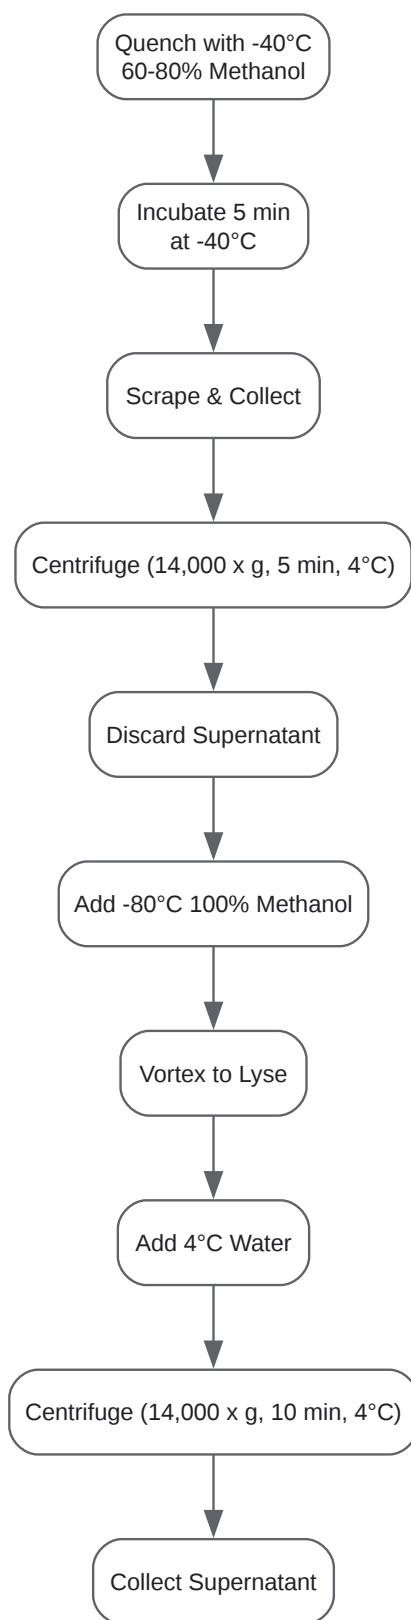 Quench with -40°C
60-80% Methanol
Incubate 5 min
at -40°C
Scrape & Collect
Centrifuge (14,000 x g, 5 min, 4°C)
Discard Supernatant
Add -80°C 100% Methanol
Vortex to Lyse
Add 4°C Water
Centrifuge (14,000 x g, 10 min, 4°C)
Collect Supernatant